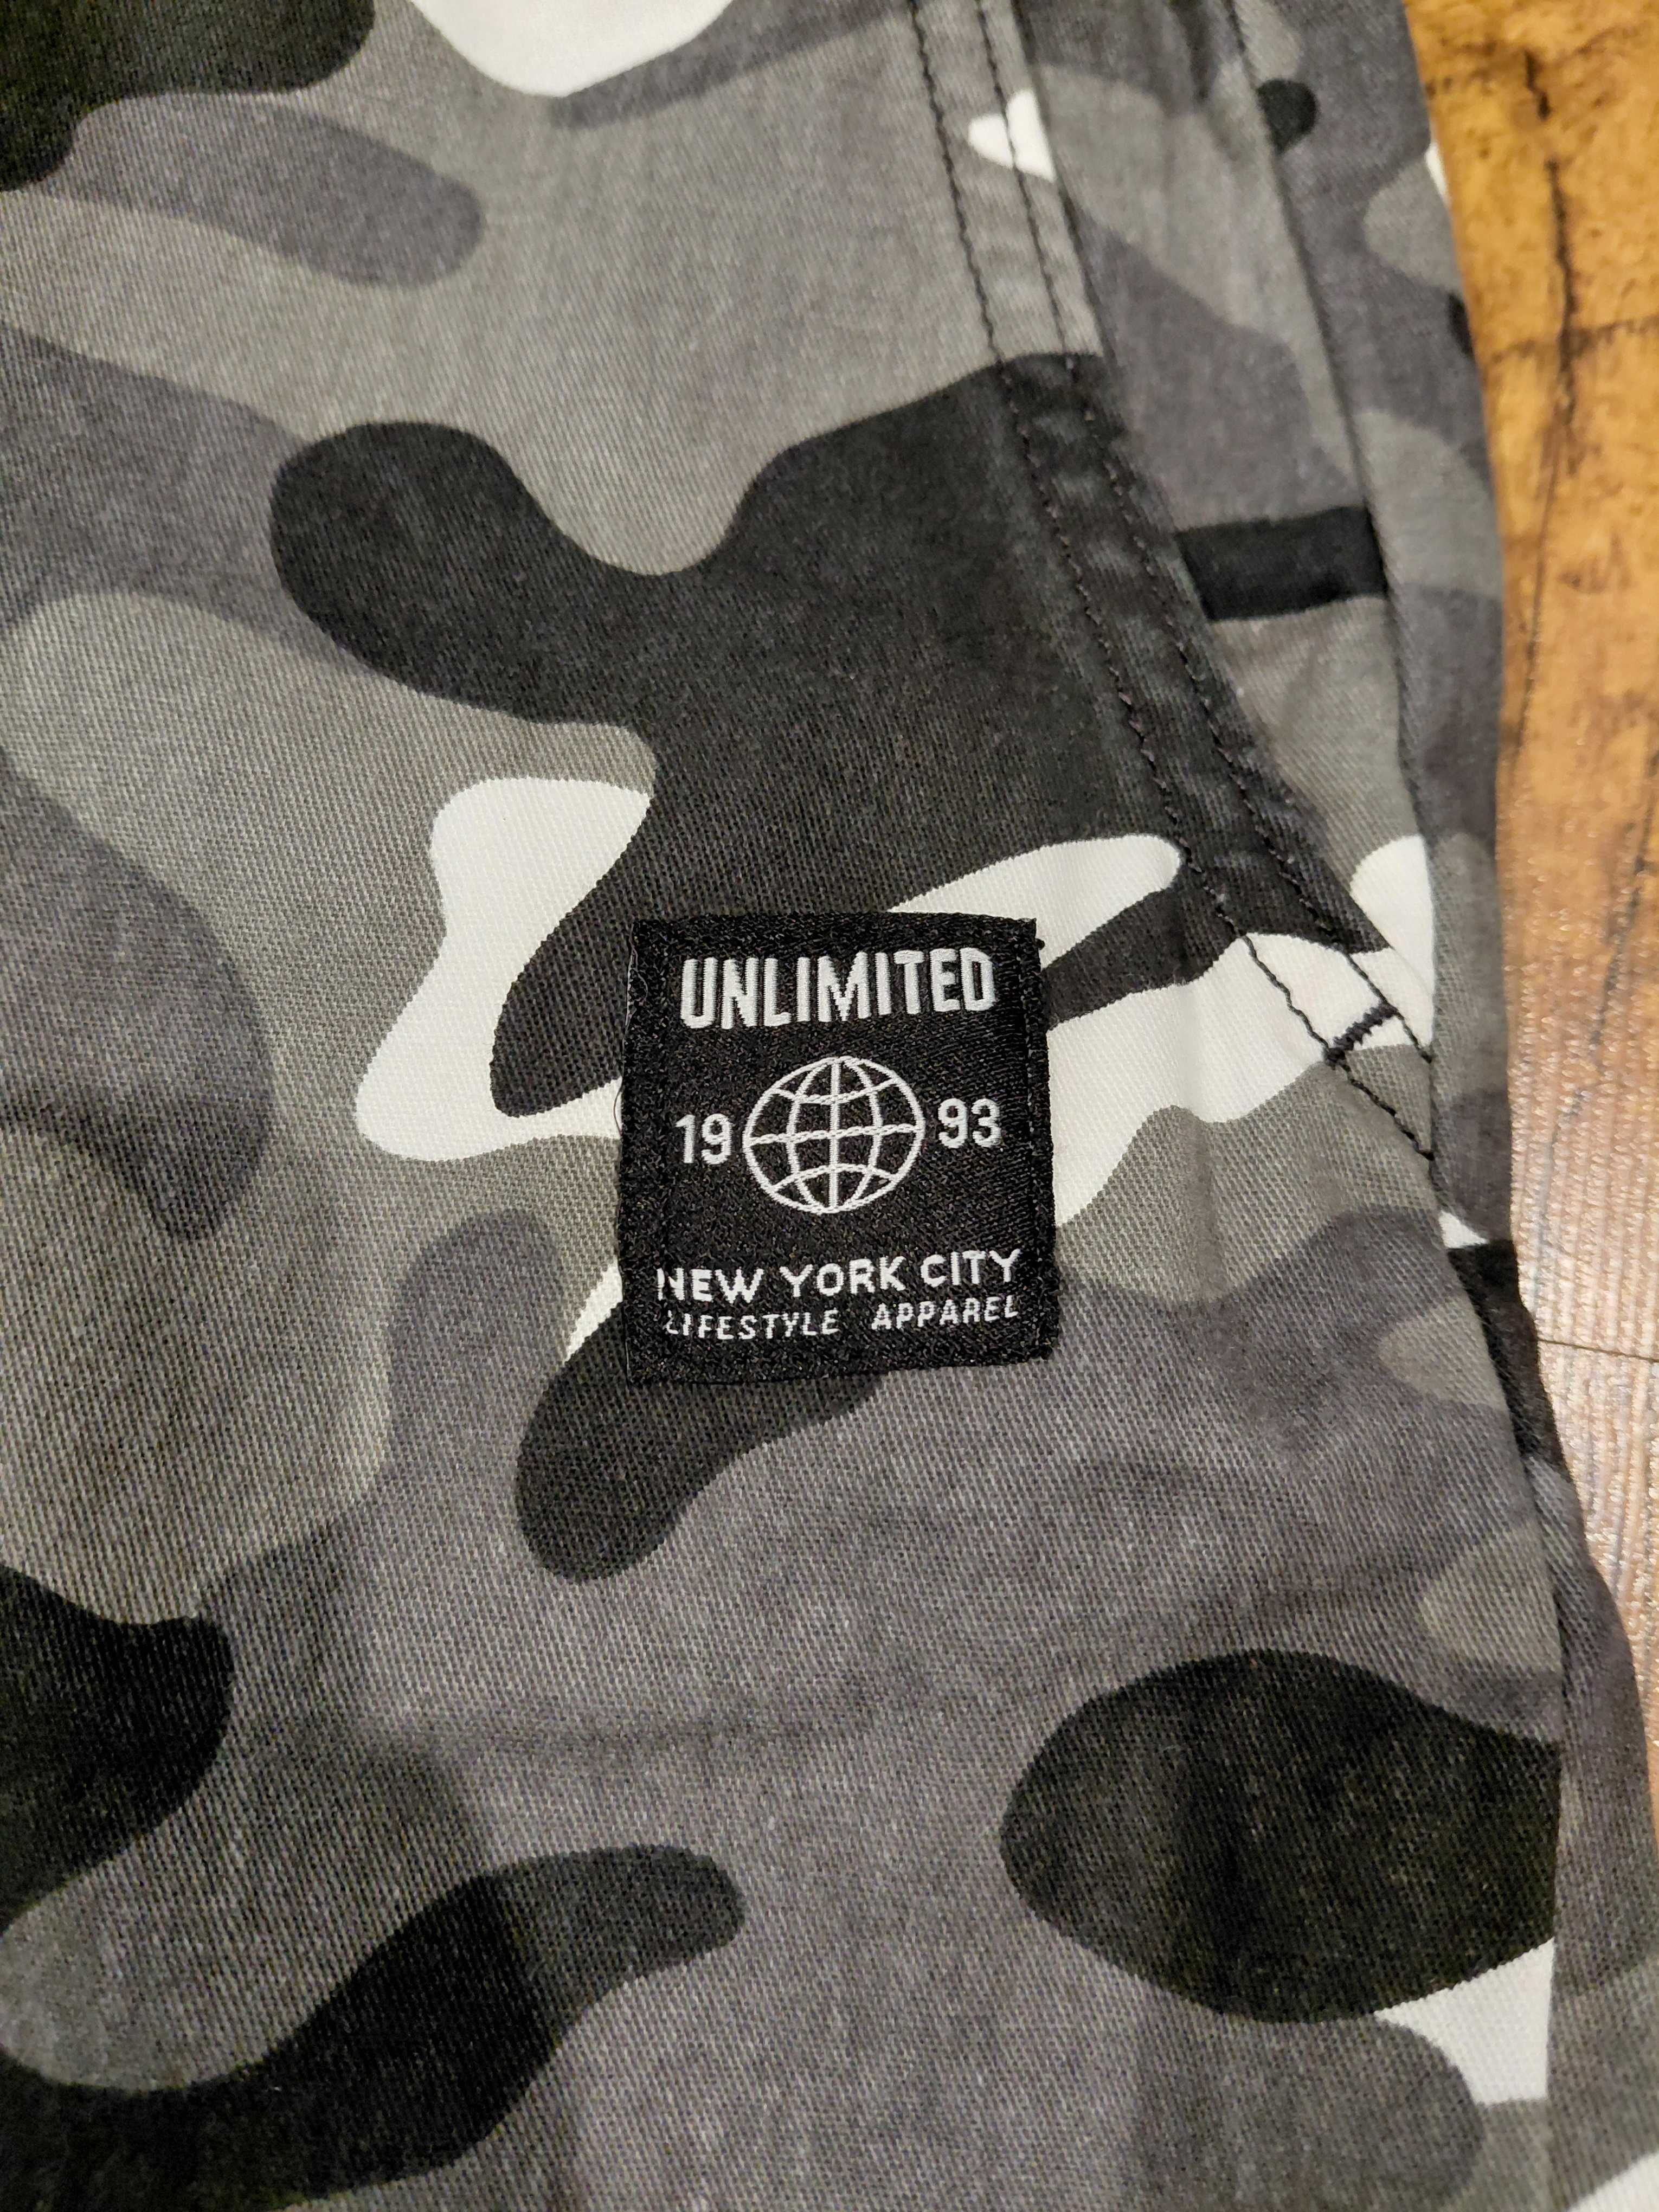 UNLIMITED
19 93
NEW YORK CITY
LIFESTYLE APPAREL